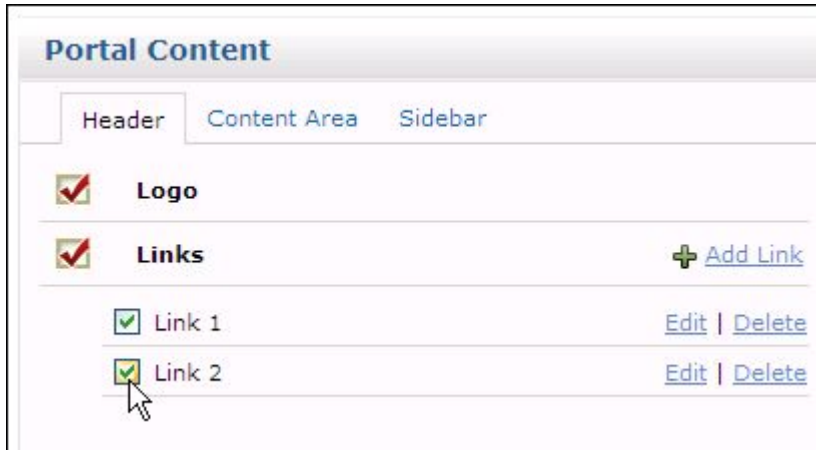 Portal Content
Header Content Area Sidebar
Logo
Links Add Link
Link 1 Edit | Delete
Link 2 Edit | Delete